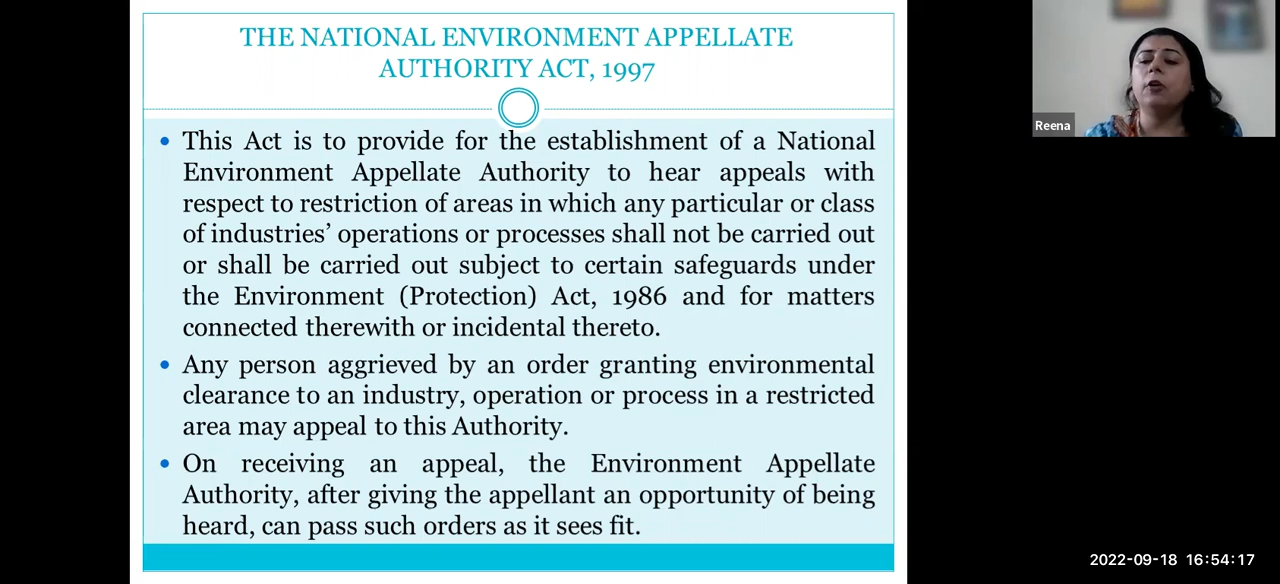 THE NATIONAL ENVIRONMENT APPELLATE
AUTHORITY ACT, 1997
• This Act is to provide for the establishment of a National
Environment Appellate Authority to hear appeals with
respect to restriction of areas in which any particular or class
of industries’ operations or processes shall not be carried out
or shall be carried out subject to certain safeguards under
the Environment (Protection) Act, 1986 and for matters
connected therewith or incidental thereto.
• Any person aggrieved by an order granting environmental
clearance to an industry, operation or process in a restricted
area may appeal to this Authority.
• On receiving an appeal, the Environment Appellate
Authority, after giving the appellant an opportunity of being
heard, can pass such orders as it sees fit.
Reena
2022-09-18 16:54:17